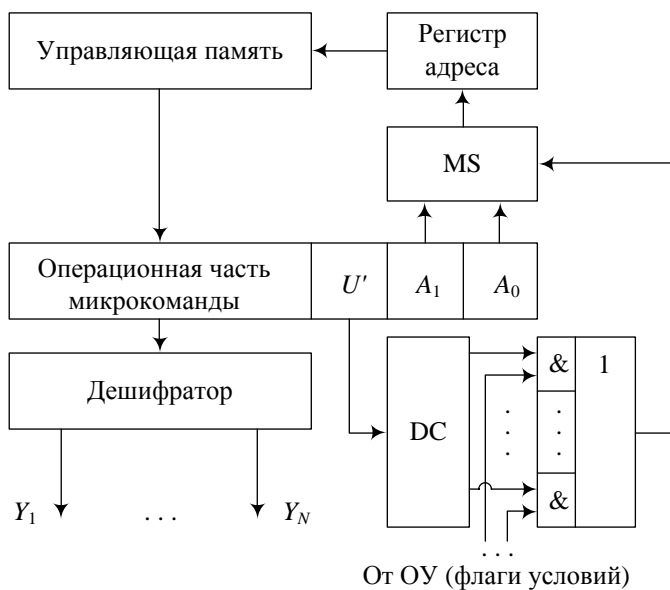 Управляющая память
Регистр
адреса
MS
Операционная часть
микрокоманды
U'
A1
A0
Дешифратор
DC
&
1
. . .
. . .
&
Y1
. . .
YN
. . .
От ОУ (флаги условий)